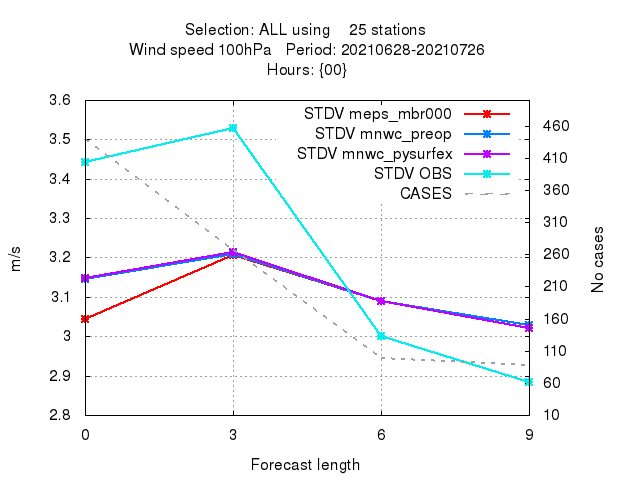 Selection: ALL using 25 stations
Wind speed 100hPa Period: 20210628-20210726
Hours: {00}
STDV meps_mbr000
STDV mnwc_preop
STDV mnwc_pysurfex
STDV OBS
CASES
3.6
3.5
3.4
3.3
3.2
3.1
3
2.9
2.8
m/s
460
410
360
310
260
210
160
110
60
10
No cases
0 3 6 9
Forecast length